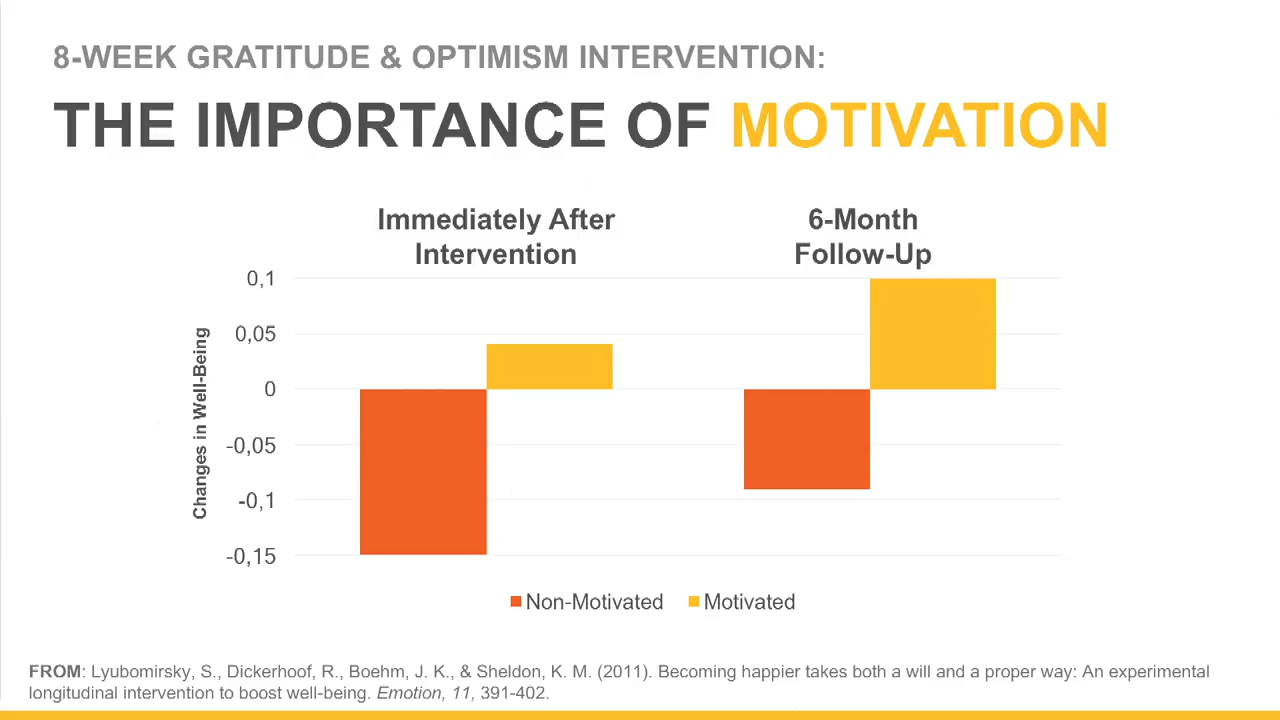 8-WEEK GRATITUDE & OPTIMISM INTERVENTION:
THE IMPORTANCE OF MOTIVATION
Immediately After
Intervention
6-Month
Follow-Up
Changes in Well-Being
0,1
0,05
0
-0,05
-0,1
-0,15
Non-Motivated
Motivated
FROM: Lyubomirsky, S., Dickerhoof, R., Boehm, J. K., & Sheldon, K. M. (2011). Becoming happier takes both a will and a proper way: An experimental
longitudinal intervention to boost well-being. Emotion, 11, 391-402.